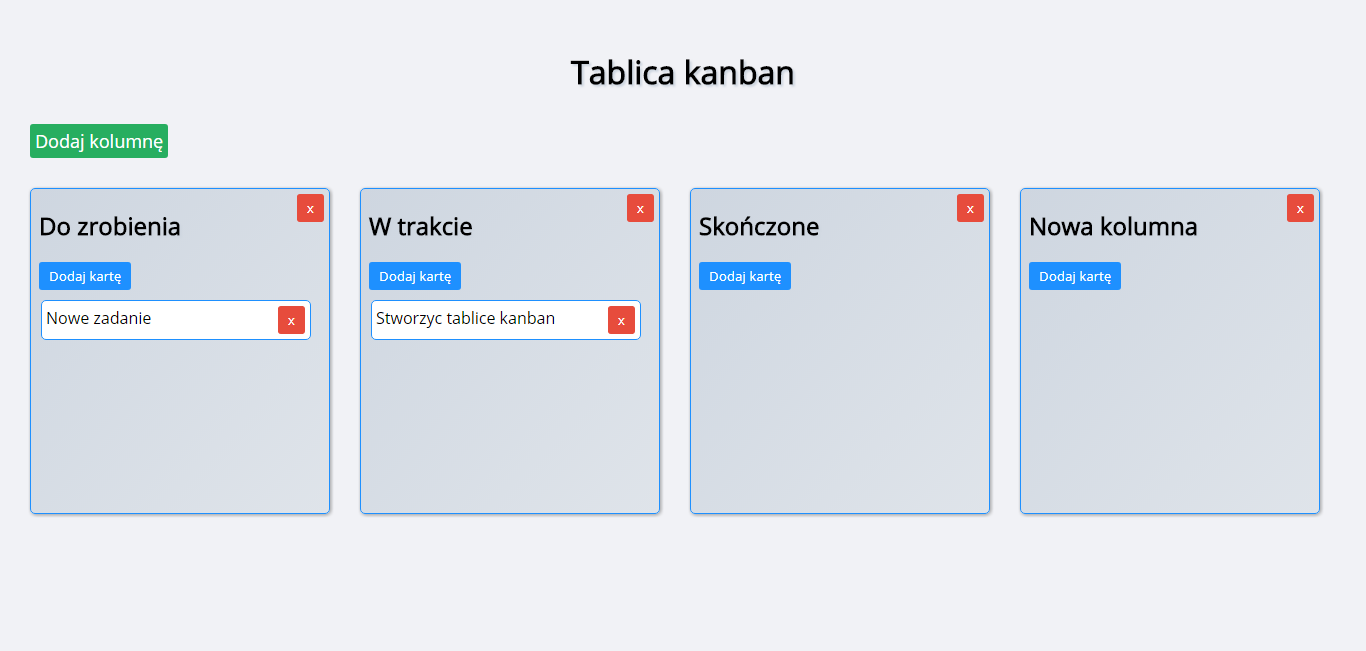 Tablica kanban
Dodaj kolumnę
x
Do zrobienia
Dodaj kartę
Nowe zadanie x
x
W trakcie
Dodaj kartę
Stworzyc tablice kanban x
x
Skończone
Dodaj kartę
x
Nowa kolumna
Dodaj kartę